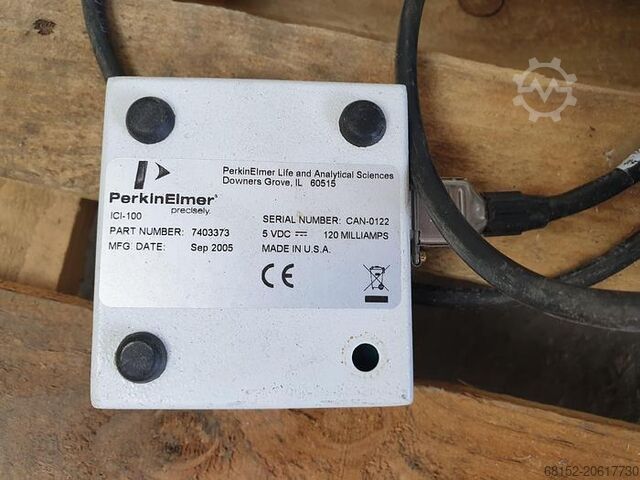 PerkinElmer Life and Analytical Sciences
Downers Grove, IL 60515
PerkinElmer®
precisely.
ICI-100
SERIAL NUMBER: CAN-0122
PART NUMBER: 7403373
5 VDC ⎓ 120 MILLIAMPS
MFG. DATE: Sep 2005
MADE IN U.S.A.
CE
68152-20617730